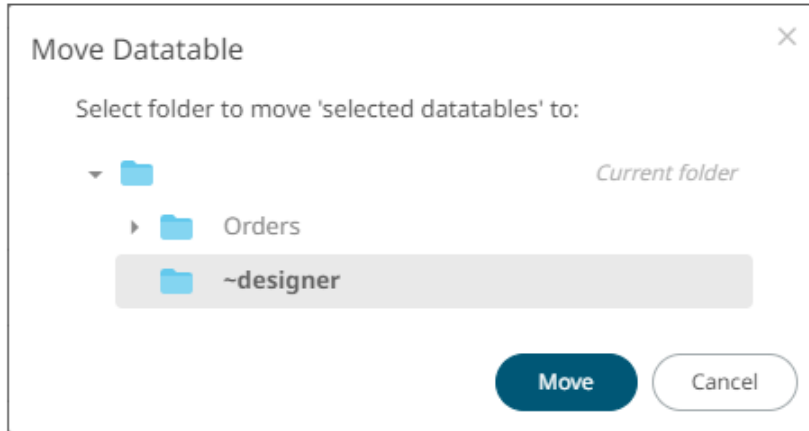 Move Datatable
Select folder to move 'selected datatables' to:
Current folder
Orders
~designer
Move Cancel